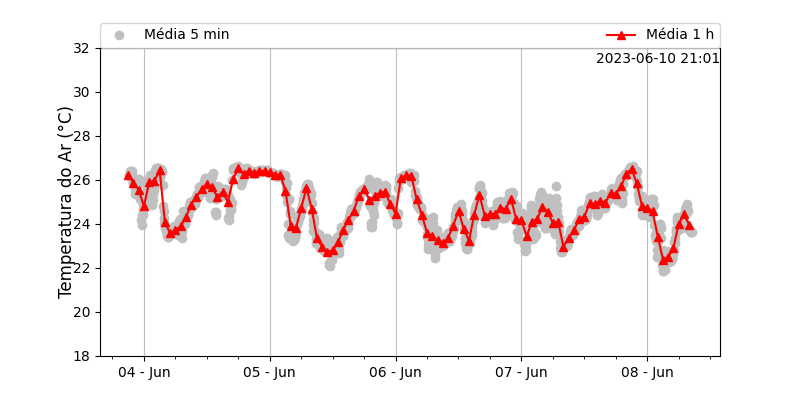 Média 5 min
Média 1 h
2023-06-10 21:01
Temperatura do Ar (°C)
32
30
28
26
24
22
20
18
04 - Jun
05 - Jun
06 - Jun
07 - Jun
08 - Jun